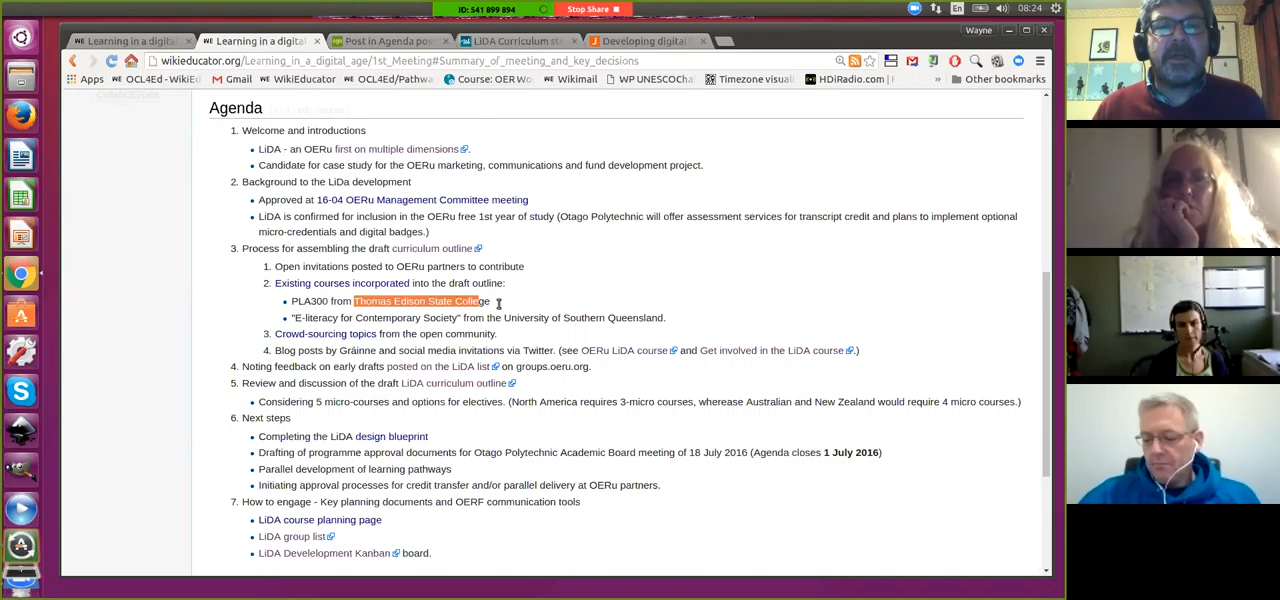 ID: 541 899 894 Stop Share
En 08:24
Wayne
Learning in a digital
Learning in a digital
Post in Agenda pos
LiDA Curriculum st
Developing digital l
wikieducator.org/Learning_in_a_digital_age/1st_Meeting#Summary_of_meeting_and_key_decisions
Apps OCL4ED - WikiEd Gmail WikiEducator OCL4Ed/Pathwa Course: OER Wo Wikimail WP UNESCOCha Timezone visuali HDiRadio.com | » Other bookmarks
CollabOERate
Agenda
1. Welcome and introductions
• LiDA - an OERu first on multiple dimensions.
• Candidate for case study for the OERu marketing, communications and fund development project.
2. Background to the LiDa development
• Approved at 16-04 OERu Management Committee meeting
• LiDA is confirmed for inclusion in the OERu free 1st year of study (Otago Polytechnic will offer assessment services for transcript credit and plans to implement optional
micro-credentials and digital badges.)
3. Process for assembling the draft curriculum outline
1. Open invitations posted to OERu partners to contribute
2. Existing courses incorporated into the draft outline:
• PLA300 from Thomas Edison State College
• "E-literacy for Contemporary Society" from the University of Southern Queensland.
3. Crowd-sourcing topics from the open community.
4. Blog posts by Gráinne and social media invitations via Twitter. (see OERu LiDA course and Get involved in the LiDA course.)
4. Noting feedback on early drafts posted on the LiDA list on groups.oeru.org.
5. Review and discussion of the draft LiDA curriculum outline
• Considering 5 micro-courses and options for electives. (North America requires 3-micro courses, wherease Australian and New Zealand would require 4 micro courses.)
6. Next steps
• Completing the LiDA design blueprint
• Drafting of programme approval documents for Otago Polytechnic Academic Board meeting of 18 July 2016 (Agenda closes 1 July 2016)
• Parallel development of learning pathways
• Initiating approval processes for credit transfer and/or parallel delivery at OERu partners.
7. How to engage - Key planning documents and OERF communication tools
• LiDA course planning page
• LiDA group list
• LiDA Develelopment Kanban board.